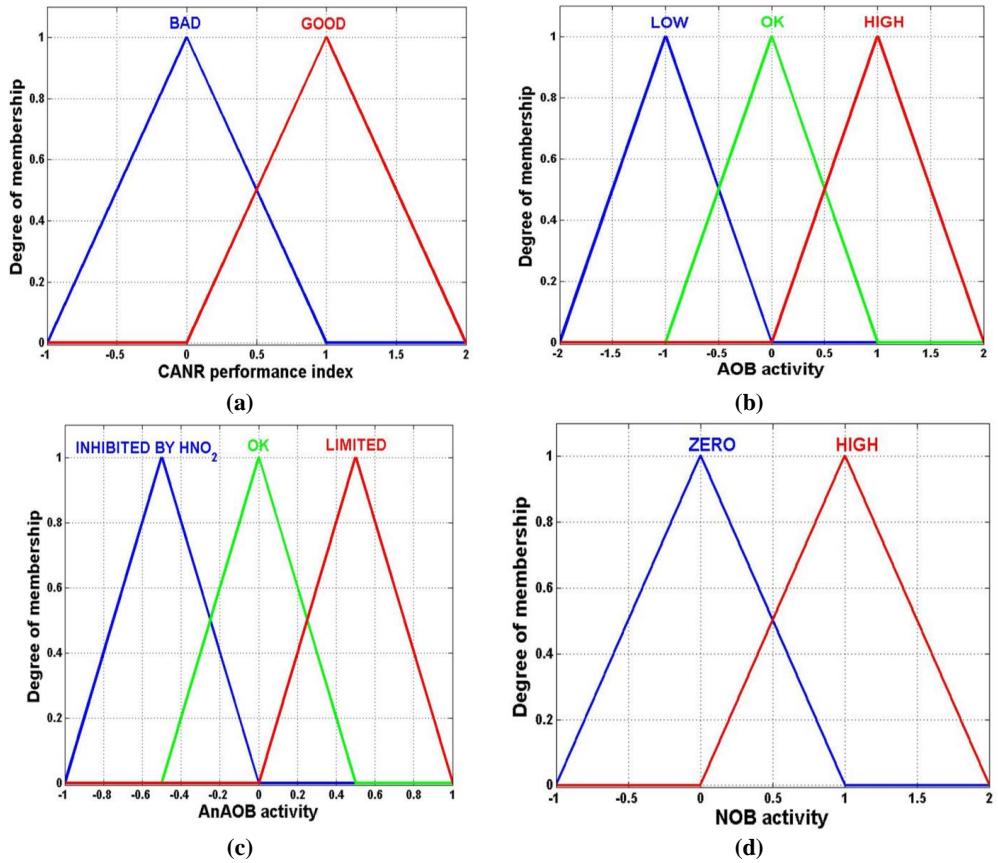 BAD GOOD
1
0.8
0.6
0.4
0.2
0
Degree of membership
-1 -0.5 0 0.5 1 1.5 2
CANR performance index
(a)
LOW OK HIGH
1
0.8
0.6
0.4
0.2
0
Degree of membership
-2 -1.5 -1 -0.5 0 0.5 1 1.5 2
AOB activity
(b)
INHIBITED BY HNO₂ OK LIMITED
1
0.8
0.6
0.4
0.2
0
Degree of membership
-1 -0.8 -0.6 -0.4 -0.2 0 0.2 0.4 0.6 0.8 1
AnAOB activity
(c)
ZERO HIGH
1
0.8
0.6
0.4
0.2
0
Degree of membership
-1 -0.5 0 0.5 1 1.5 2
NOB activity
(d)